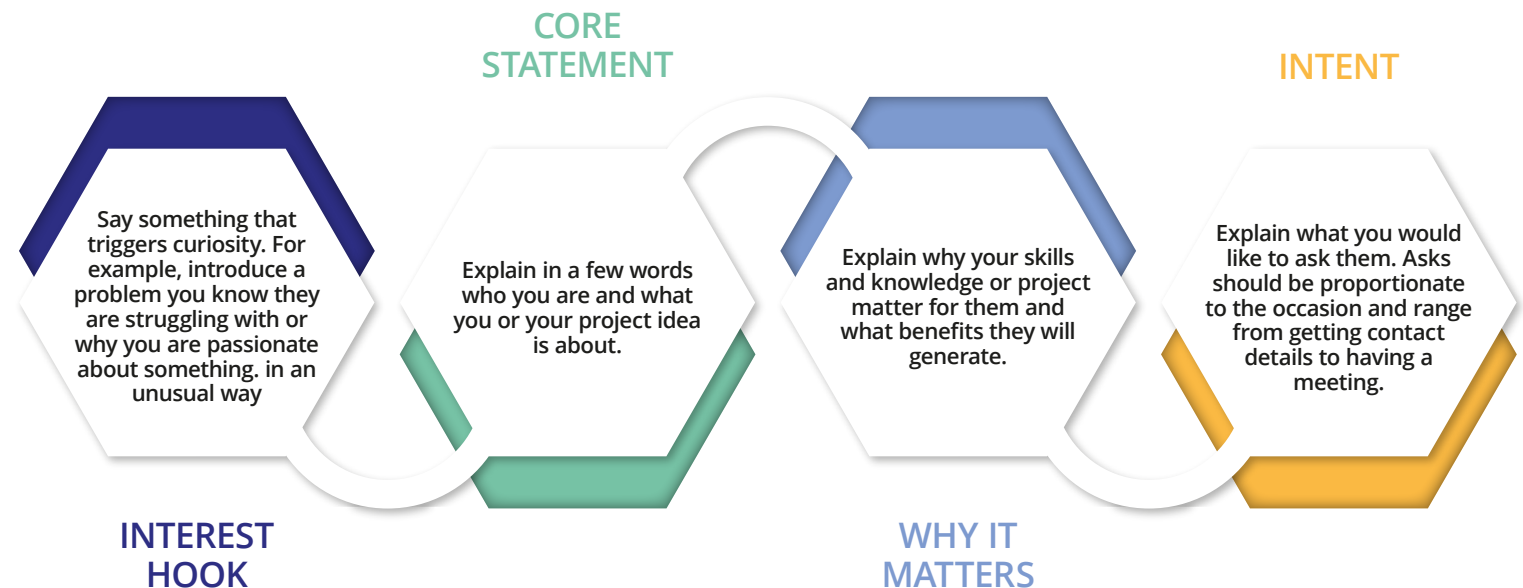 INTEREST
HOOK
Say something that
triggers curiosity. For
example, introduce a
problem you know they
are struggling with or
why you are passionate
about something. in an
unusual way
CORE
STATEMENT
Explain in a few words
who you are and what
you or your project idea
is about.
WHY IT
MATTERS
Explain why your skills
and knowledge or project
matter for them and
what benefits they will
generate.
INTENT
Explain what you would
like to ask them. Asks
should be proportionate
to the occasion and range
from getting contact
details to having a
meeting.